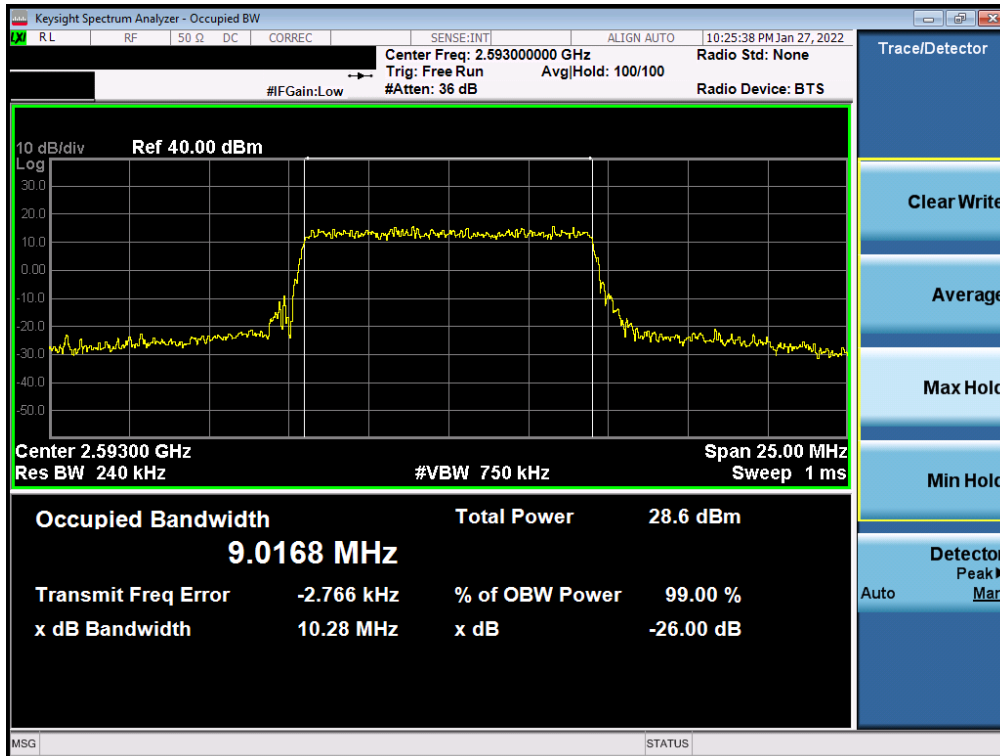 Keysight Spectrum Analyzer - Occupied BW
LXI RL RF 50 Ω DC CORREC SENSE:INT ALIGN AUTO 10:25:38 PM Jan 27, 2022
Center Freq: 2.593000000 GHz Radio Std: None
Trig: Free Run Avg|Hold: 100/100
#IFGain:Low #Atten: 36 dB Radio Device: BTS
10 dB/div Ref 40.00 dBm
Log
30.0
20.0
10.0
0.00
-10.0
-20.0
-30.0
-40.0
-50.0
Center 2.59300 GHz Span 25.00 MHz
Res BW 240 kHz #VBW 750 kHz Sweep 1 ms
Occupied Bandwidth Total Power 28.6 dBm
9.0168 MHz
Transmit Freq Error -2.766 kHz % of OBW Power 99.00 %
x dB Bandwidth 10.28 MHz x dB -26.00 dB
MSG STATUS
Trace/Detector
Clear Write
Average
Max Hold
Min Hold
Detector
Peak
Auto Man